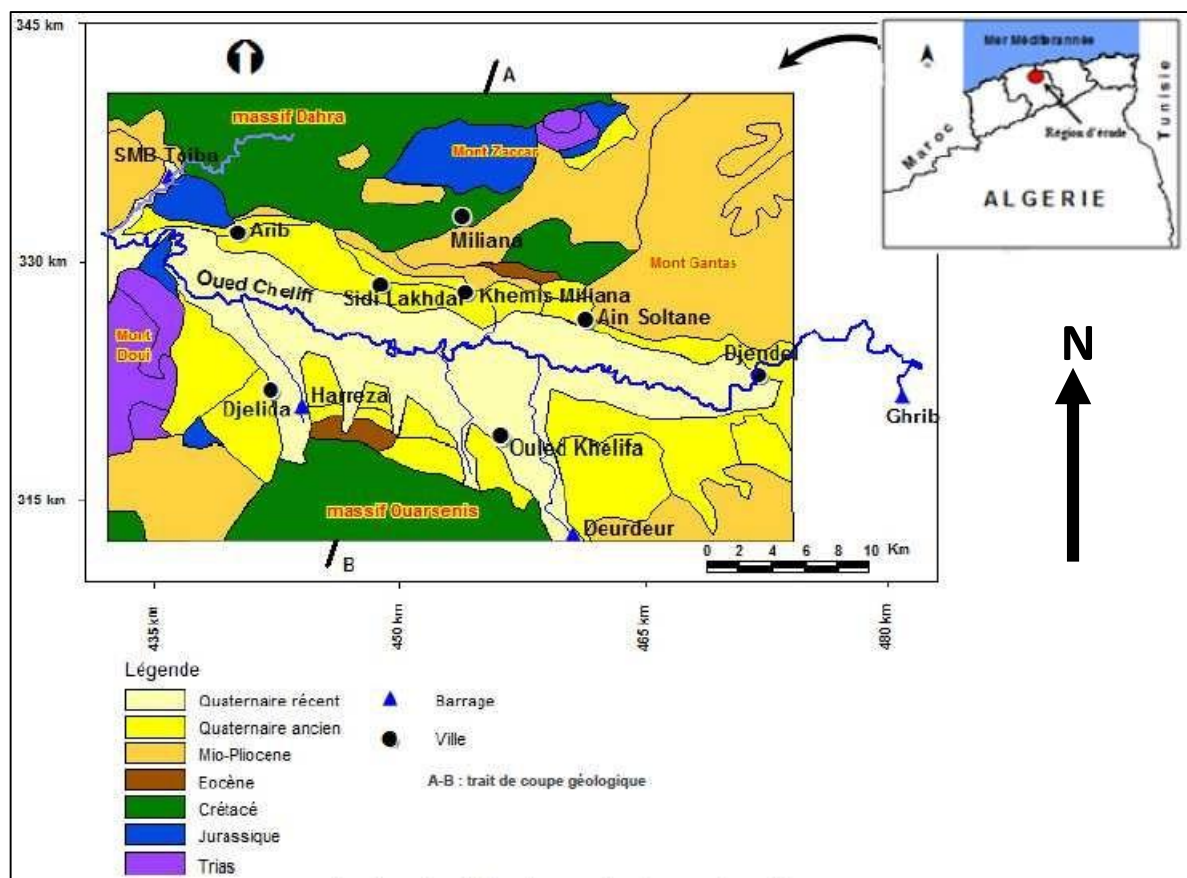 345 km
330 km
315 km
A
massif Dahra
SMB Taiba
Mont Zaccar
Arib
Miliana
Mont Gantas
Oued Cheliff
Sidi Lakhdar
Khemis Miliana
Ain Soltane
Mont
Doui
Djendel
Djelida
Harreza
Ghrib
Ouled Khelifa
massif Ouarsenis
Deurdeur
B
0 2 4 6 8 10 Km
435 km
450 km
465 km
480 km
Mer Méditerannée
Maroc
Tunisie
Région d'étude
ALGERIE
N
Légende
Quaternaire récent
Quaternaire ancien
Mio-Pliocene
Eocène
Crétacé
Jurassique
Trias
Barrage
Ville
A-B : trait de coupe géologique